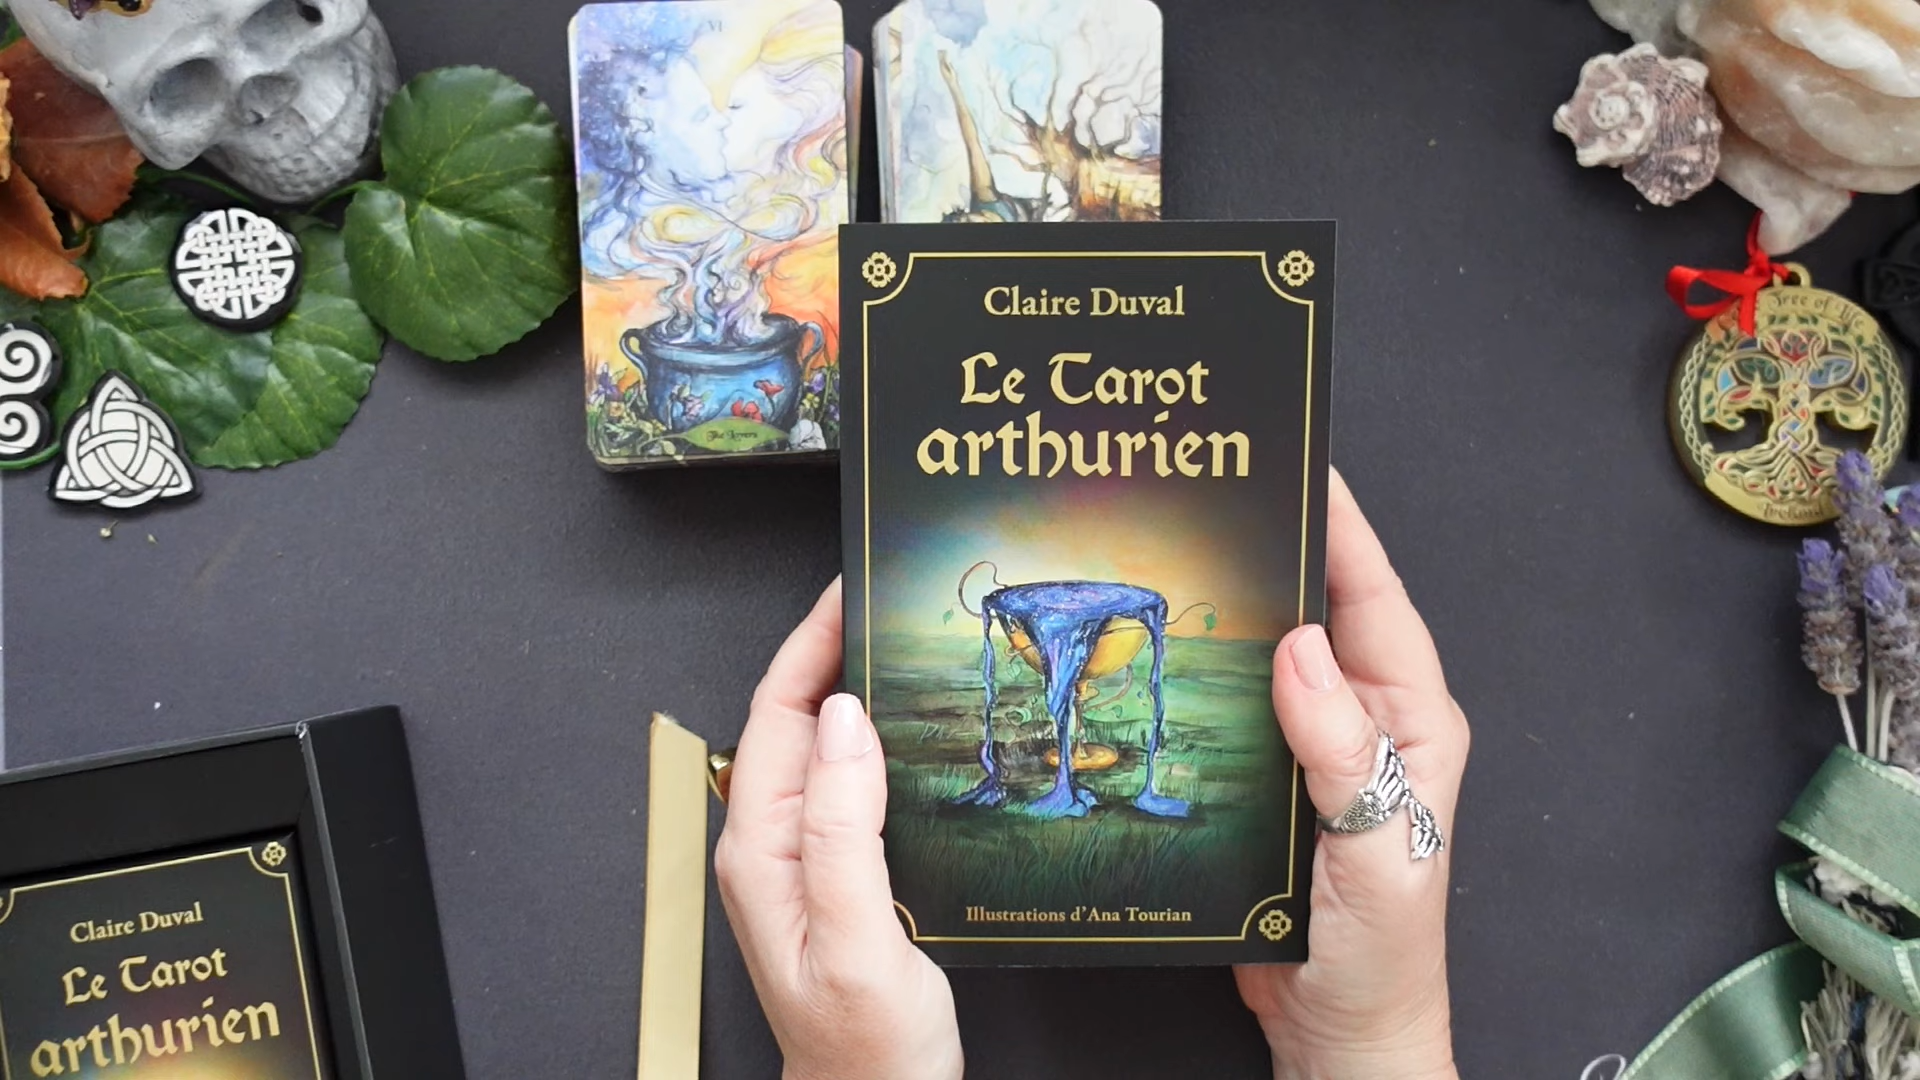 VI
The Lovers
Claire Duval
Le Tarot
arthurien
Illustrations d'Ana Tourian
Tree of Life
Ireland
Claire Duval
Le Tarot
arthurien